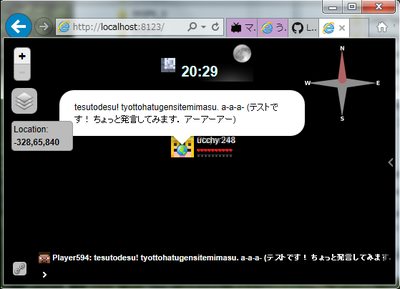 http://localhost:8123/
マ.
う.
L...
N
W
E
S
20:29
tesutodesu! tyottohatugensitemimasu. a-a-a- (テストで
す！ ちょっと発言してみます． アーアーアー)
Location:
-328,65,840
ucchy 248
Player594: tesutodesu! tyottohatugensitemimasu. a-a-a- (テストです！ ちょっと発言してみます．